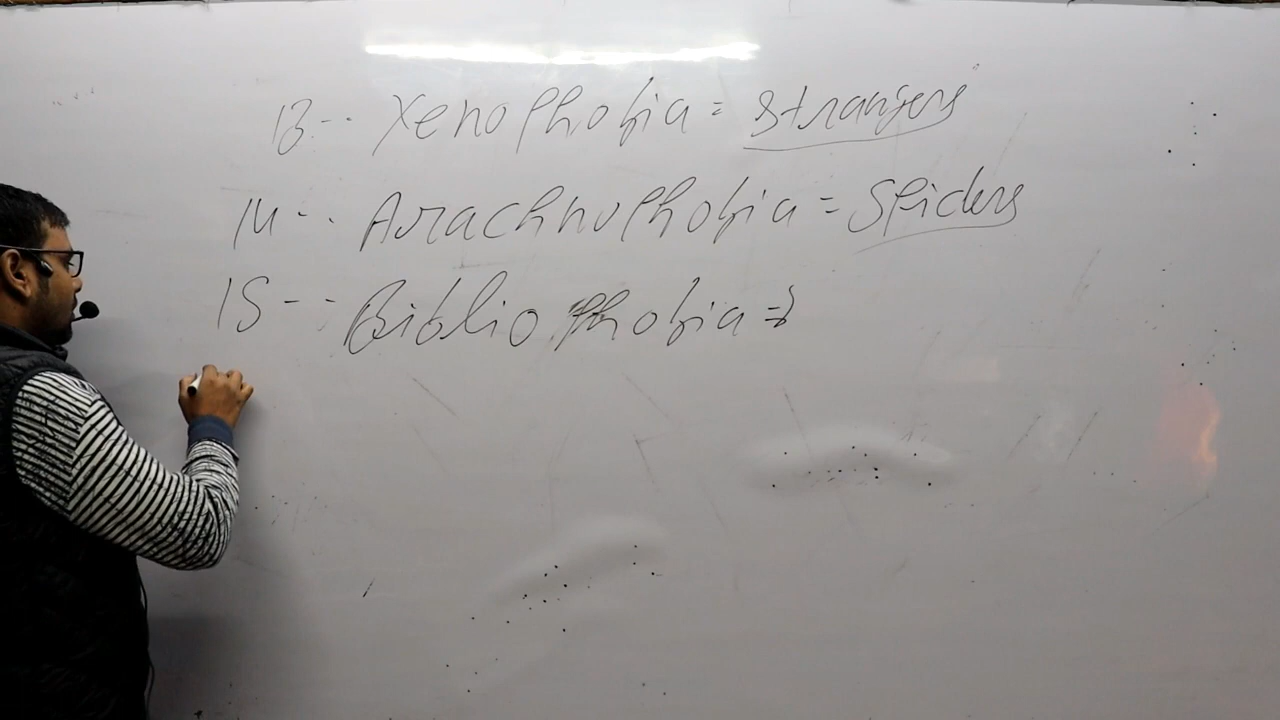 13-- Xenophobia = Strangers
14-- Arachnophobia = Spiders
15-- Bibliophobia =